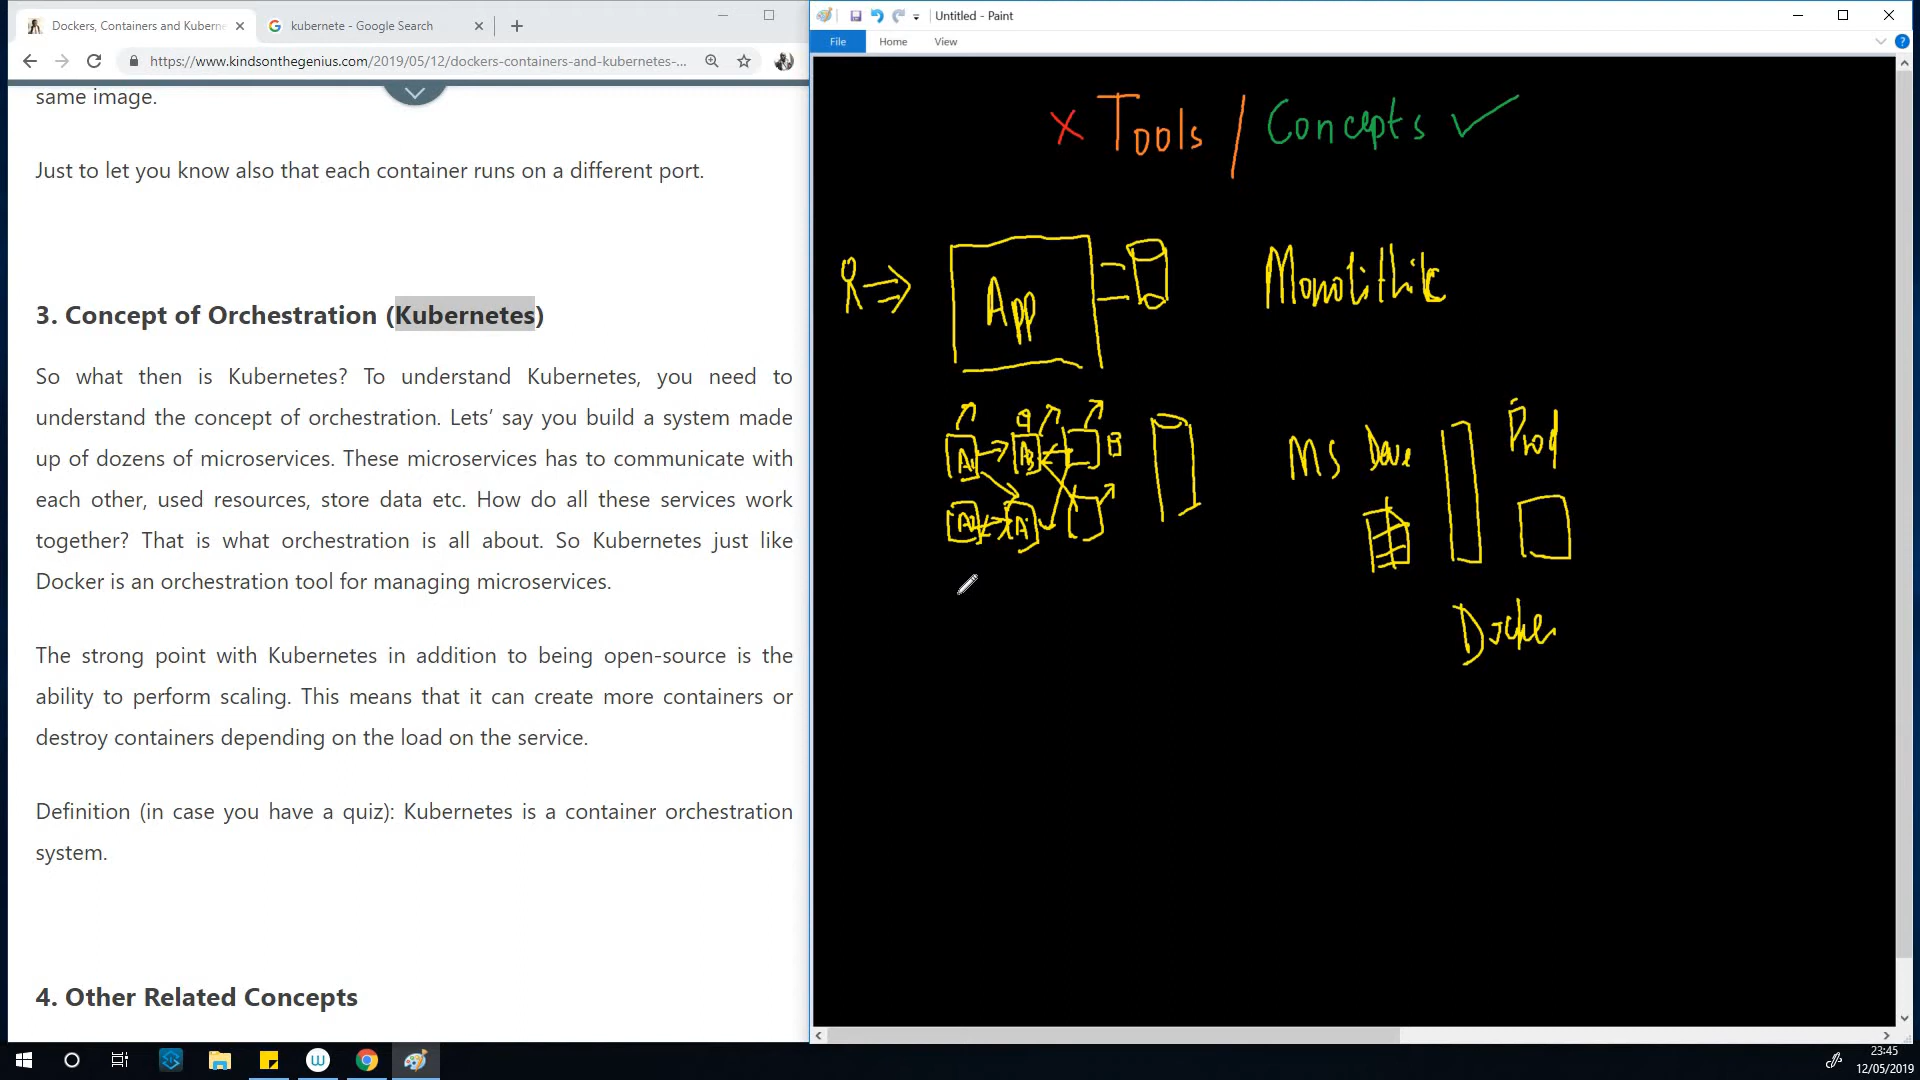 Dockers, Containers and Kuberne
kubernete - Google Search
https://www.kindsonthegenius.com/2019/05/12/dockers-containers-and-kubernetes-...
same image.
Just to let you know also that each container runs on a different port.
3. Concept of Orchestration (Kubernetes)
So what then is Kubernetes? To understand Kubernetes, you need to
understand the concept of orchestration. Lets’ say you build a system made
up of dozens of microservices. These microservices has to communicate with
each other, used resources, store data etc. How do all these services work
together? That is what orchestration is all about. So Kubernetes just like
Docker is an orchestration tool for managing microservices.
The strong point with Kubernetes in addition to being open-source is the
ability to perform scaling. This means that it can create more containers or
destroy containers depending on the load on the service.
Definition (in case you have a quiz): Kubernetes is a container orchestration
system.
4. Other Related Concepts
Untitled - Paint
File Home View
x Tools / Concepts ✓
App
Monolithic
A1 A3
A2
MS Deve Prod
Docker
23:45
12/05/2019